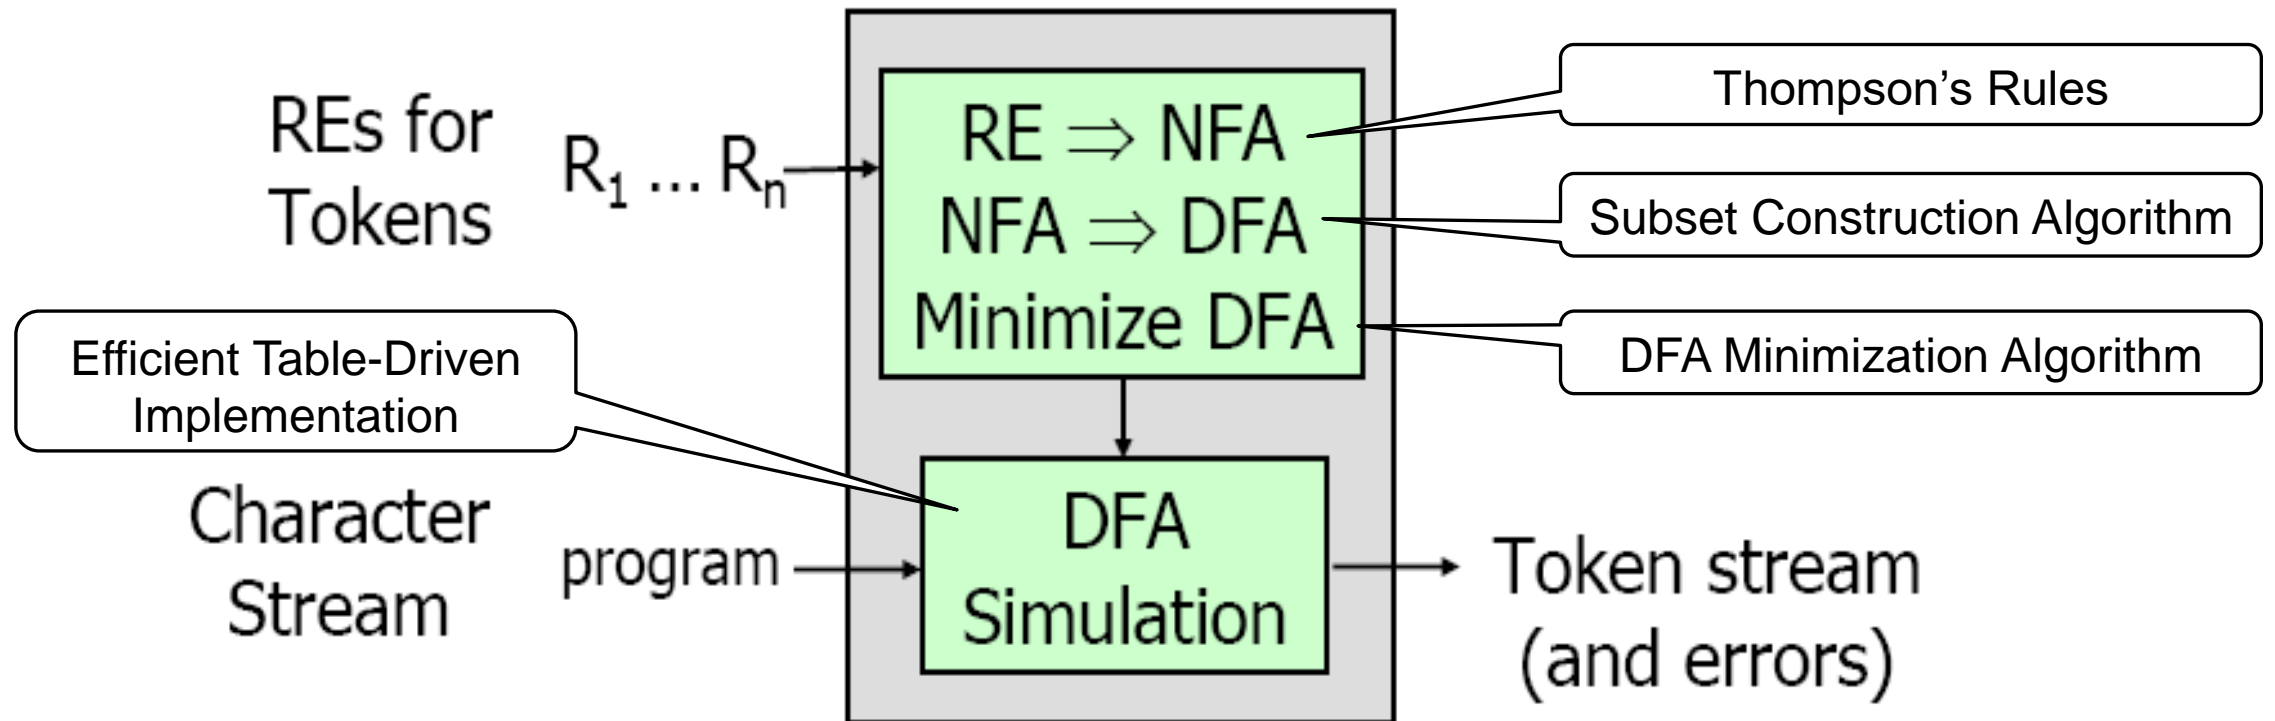 REs for
Tokens
R₁ ... Rₙ
RE ⇒ NFA
NFA ⇒ DFA
Minimize DFA
Thompson’s Rules
Subset Construction Algorithm
DFA Minimization Algorithm
Efficient Table-Driven
Implementation
Character
Stream
program
DFA
Simulation
Token stream
(and errors)